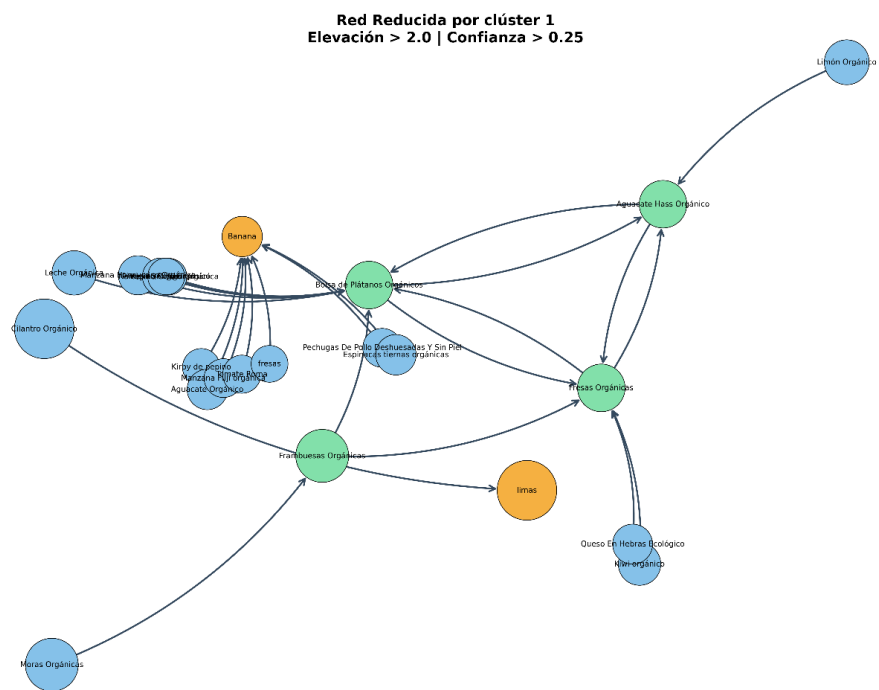 Red Reducida por clúster 1
Elevación > 2.0 | Confianza > 0.25
Limón Orgánico
Aguacate Hass Orgánico
Banana
Leche Orgánica
Bolsa de Plátanos Orgánicos
Cilantro Orgánico
Pechugas De Pollo Deshuesadas Y Sin Piel
Espinacas tiernas orgánicas
Kirby de pepino
fresas
Tomate Roma
Manzana Fuji orgánica
Aguacate Orgánico
Fresas Orgánicas
Frambuesas Orgánicas
limas
Queso En Hebras Ecológico
Kiwi orgánico
Moras Orgánicas